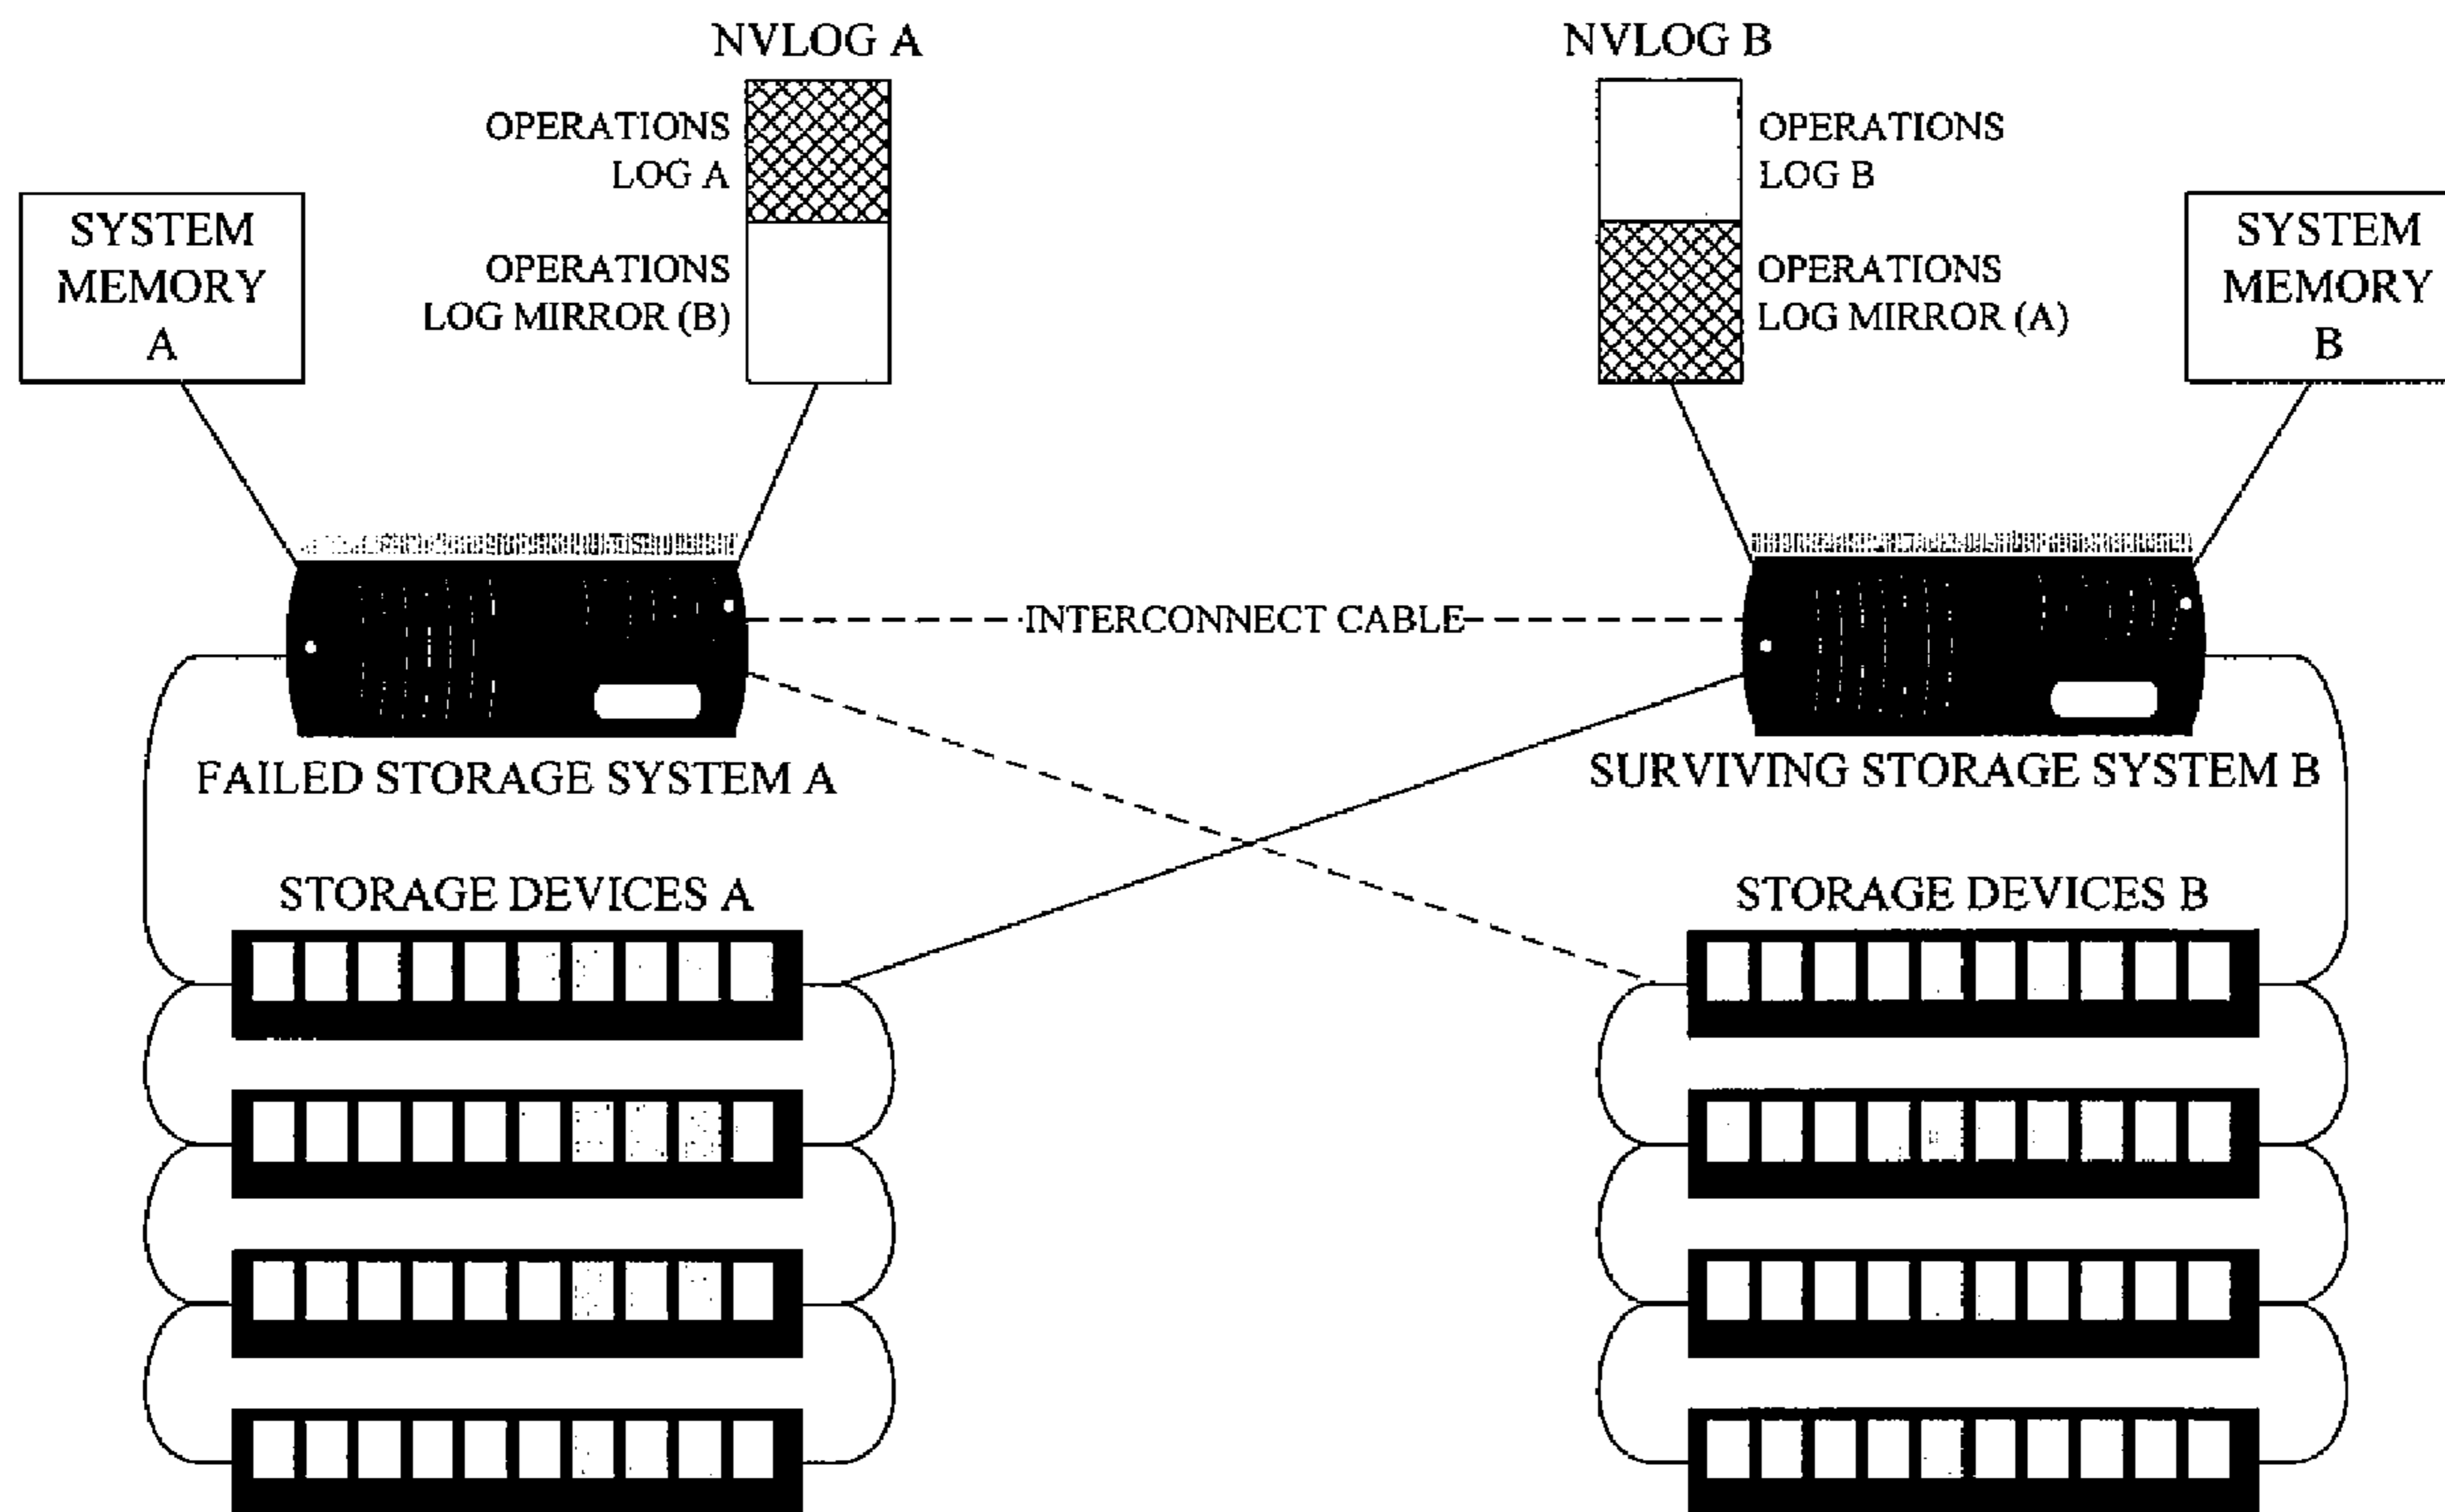 NVLOG A
OPERATIONS
LOG A
OPERATIONS
LOG MIRROR (B)
SYSTEM
MEMORY
A
NVLOG B
OPERATIONS
LOG B
OPERATIONS
LOG MIRROR (A)
SYSTEM
MEMORY
B
INTERCONNECT CABLE
FAILED STORAGE SYSTEM A
SURVIVING STORAGE SYSTEM B
STORAGE DEVICES A
STORAGE DEVICES B